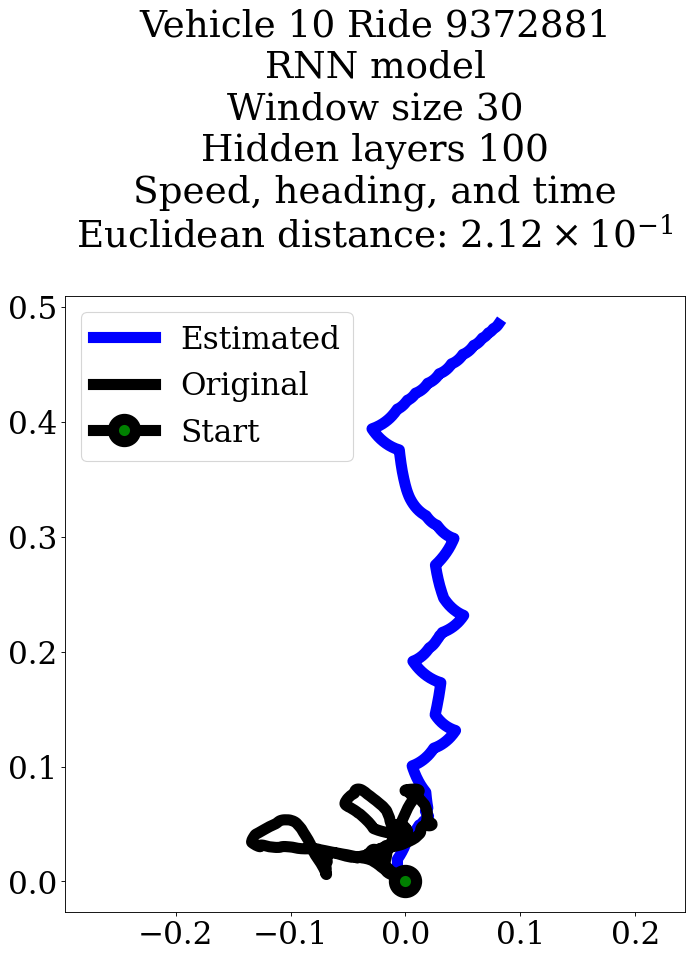 Vehicle 10 Ride 9372881
RNN model
Window size 30
Hidden layers 100
Speed, heading, and time
Euclidean distance: 2.12 × 10⁻¹
0.5
0.4
0.3
0.2
0.1
0.0
Estimated
Original
Start
−0.2
−0.1
0.0
0.1
0.2